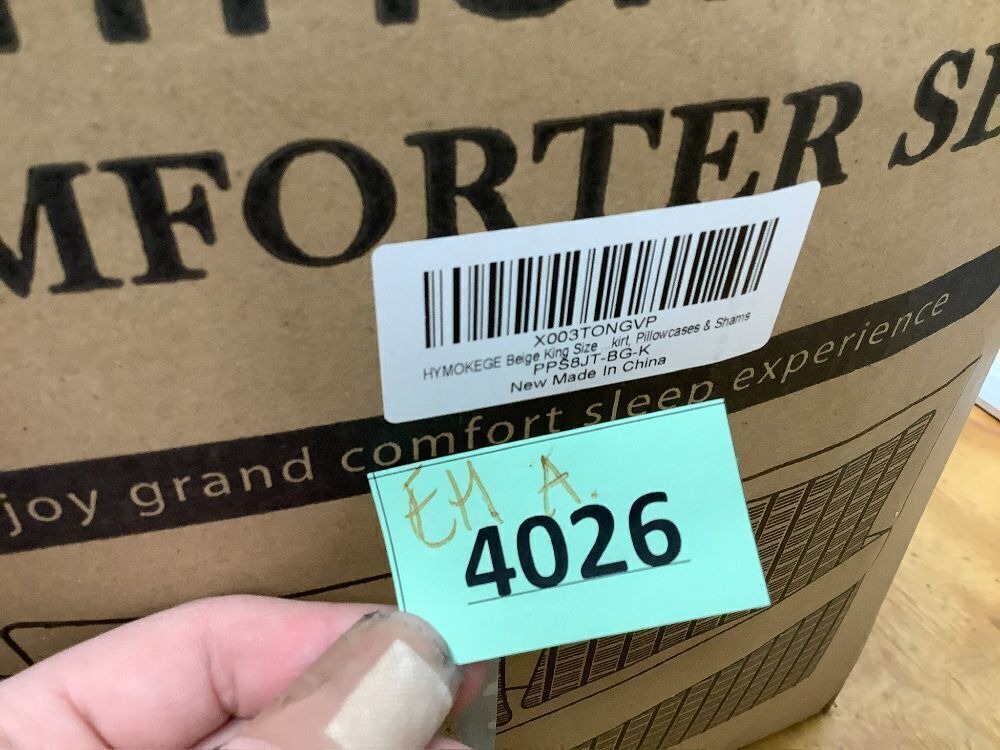 MFORTER SE
X003TONGVP
HYMOKEGE Beige King Size ...kirt, Pillowcases & Shams
PPS8JT-BG-K
New Made In China
joy grand comfort sleep experience
EH A.
4026